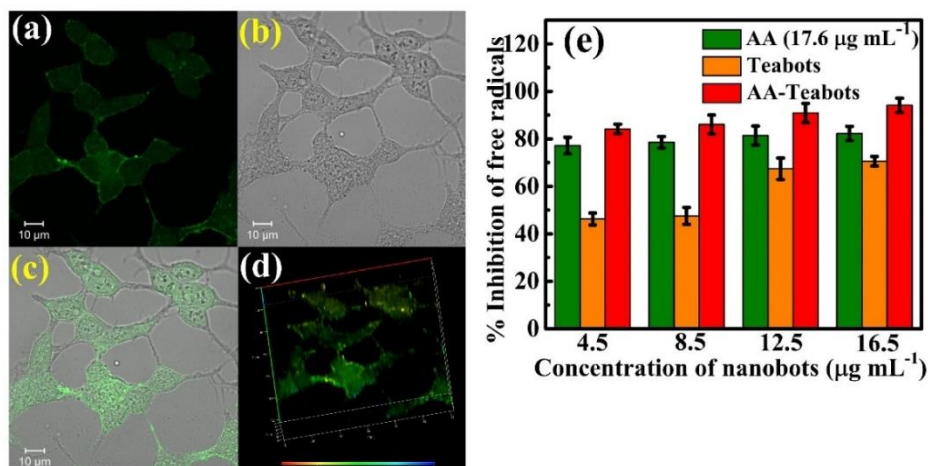 (a)
(b)
10 μm
10 μm
(c)
(d)
10 μm
(e)
AA (17.6 μg mL⁻¹)
Teabots
AA-Teabots
% Inhibition of free radicals
120
100
80
60
40
20
0
4.5 8.5 12.5 16.5
Concentration of nanobots (μg mL⁻¹)